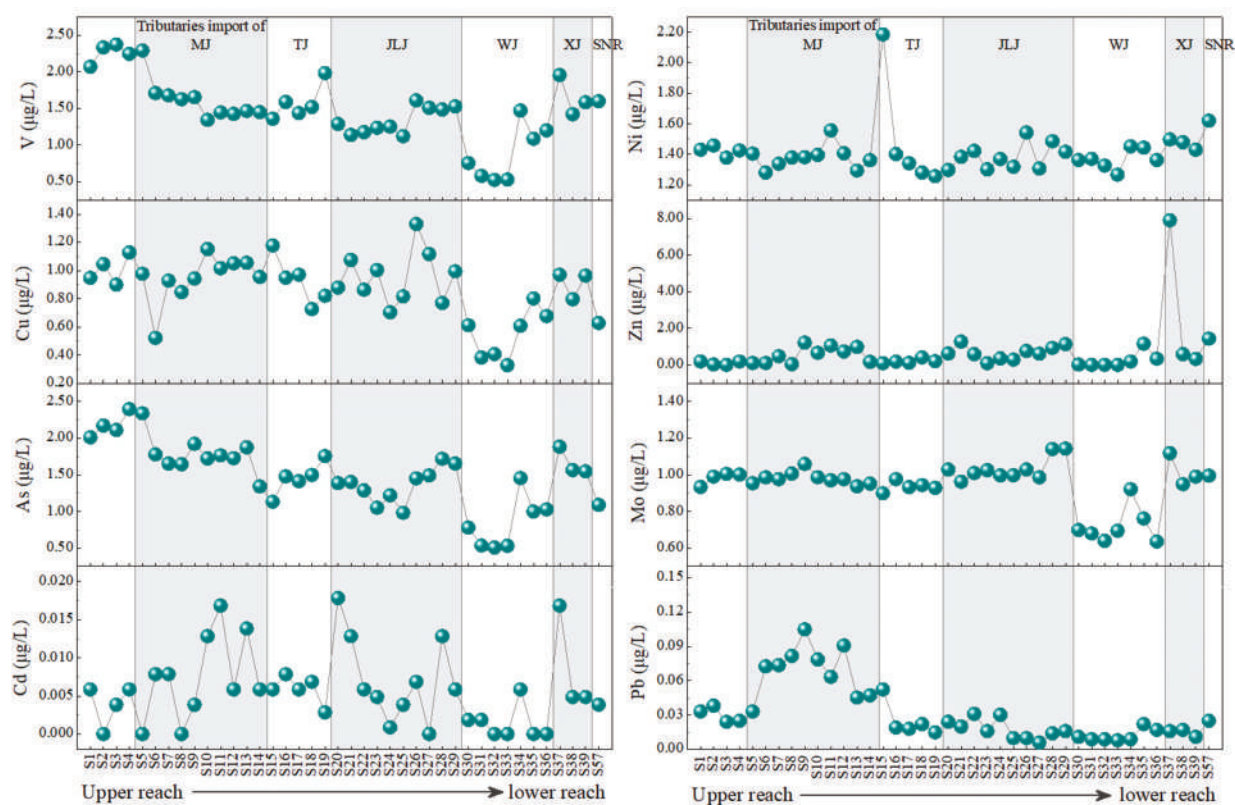 Tributaries import of
MJ
TJ
JLJ
WJ
XJ
SNR
V (μg/L)
2.50
2.00
1.50
1.00
0.50
Cu (μg/L)
1.40
1.20
1.00
0.80
0.60
0.40
0.20
As (μg/L)
2.00
1.50
1.00
0.50
Cd (μg/L)
0.020
0.015
0.010
0.005
0.000
S1
S2
S3
S4
S5
S6
S7
S8
S9
S10
S11
S12
S13
S14
S15
S16
S17
S18
S19
S20
S21
S22
S23
S24
S25
S26
S27
S28
S29
S30
S31
S32
S33
S34
S35
S36
S37
S38
S39
S57
Upper reach
lower reach
Tributaries import of
MJ
TJ
JLJ
WJ
XJ
SNR
Ni (μg/L)
2.20
2.00
1.80
1.60
1.40
1.20
Zn (μg/L)
8.00
6.00
4.00
2.00
0.00
Mo (μg/L)
1.40
1.20
1.00
0.80
0.60
Pb (μg/L)
0.15
0.12
0.09
0.06
0.03
0.00
S1
S2
S3
S4
S5
S6
S7
S8
S9
S10
S11
S12
S13
S14
S15
S16
S17
S18
S19
S20
S21
S22
S23
S24
S25
S26
S27
S28
S29
S30
S31
S32
S33
S34
S35
S36
S37
S38
S39
S57
Upper reach
lower reach